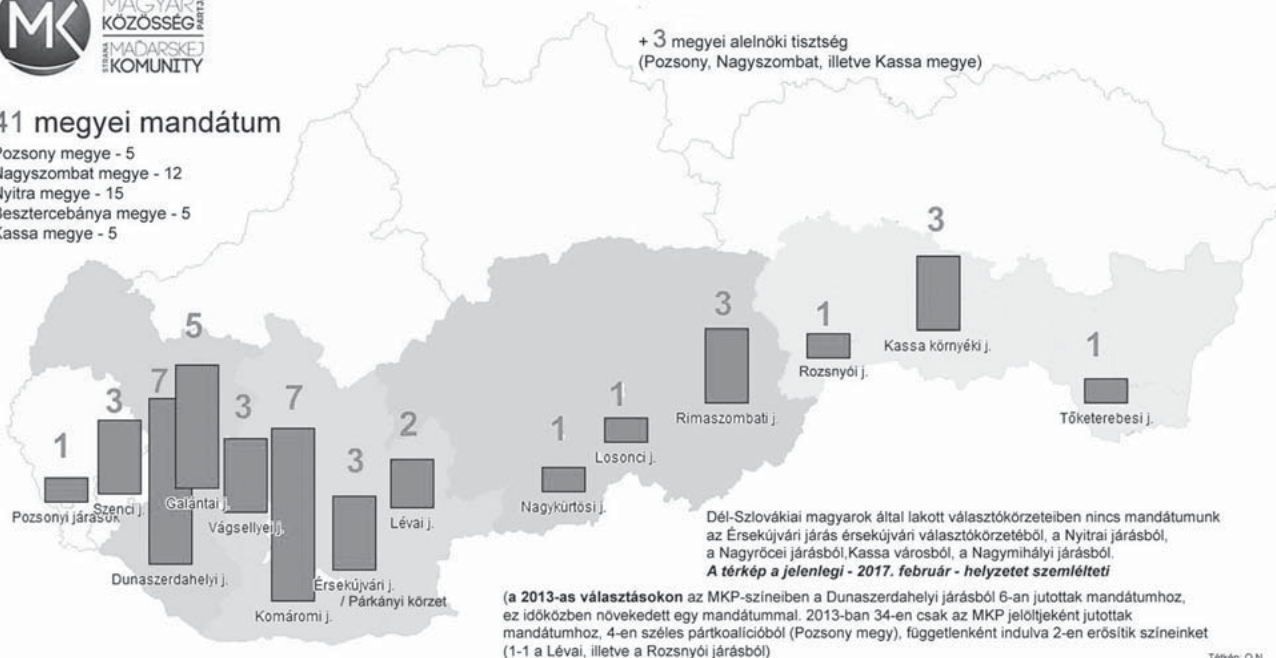 MK
MAGYAR
KÖZÖSSÉG
PÁRTJA
STRANA
MAĎARSKEJ
KOMUNITY
+ 3 megyei alelnöki tisztség
(Pozsony, Nagyszombat, illetve Kassa megye)
41 megyei mandátum
Pozsony megye - 5
Nagyszombat megye - 12
Nyitra megye - 15
Besztercebánya megye - 5
Kassa megye - 5
1
Pozsonyi járások
3
Szenci j.
7
Dunaszerdahelyi j.
5
Galántai j.
3
Vágsellyei j.
7
Komáromi j.
3
Érsekújvári j.
/ Párkányi körzet
2
Lévai j.
1
Nagykürtösi j.
1
Losonci j.
3
Rimaszombati j.
1
Rozsnyói j.
3
Kassa környéki j.
1
Tőketerebesi j.
Dél-Szlovákiai magyarok által lakott választókörzeteiben nincs mandátumunk
az Érsekújvári járás érsekújvári választókörzetéből, a Nyitrai járásból,
a Nagyrőcei járásból,Kassa városból, a Nagymihályi járásból.
A térkép a jelenlegi - 2017. február - helyzetet szemlélteti
(a 2013-as választásokon az MKP-színeiben a Dunaszerdahelyi járásból 6-an jutottak mandátumhoz,
ez időközben növekedett egy mandátummal. 2013-ban 34-en csak az MKP jelöltjeként jutottak
mandátumhoz, 4-en széles pártkoalícióból (Pozsony megy), függetlenként indulva 2-en erősítik színeinket
(1-1 a Lévai, illetve a Rozsnyói járásból)
Térkép: O.N.